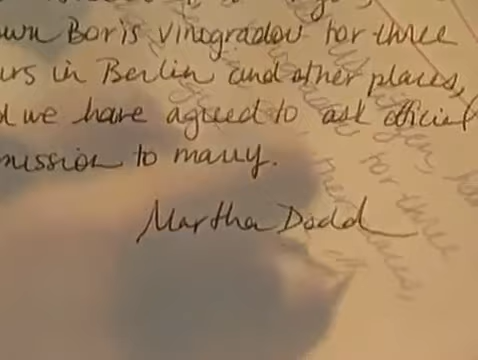 own Boris Vinogradov for three
urs in Berlin and other places,
d we have agreed to ask official
mission to marry.
Martha Dodd